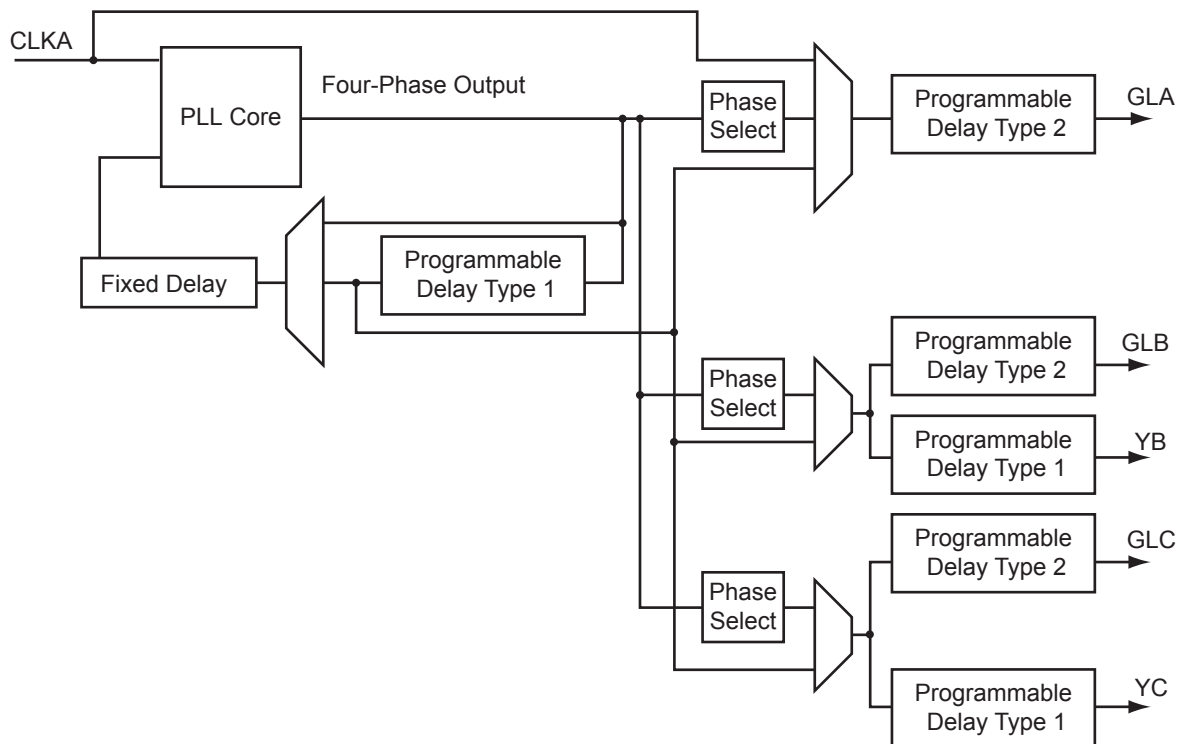 CLKA
PLL Core
Four-Phase Output
Phase
Select
Programmable
Delay Type 2
GLA
Fixed Delay
Programmable
Delay Type 1
Phase
Select
Programmable
Delay Type 2
GLB
Programmable
Delay Type 1
YB
Phase
Select
Programmable
Delay Type 2
GLC
Programmable
Delay Type 1
YC